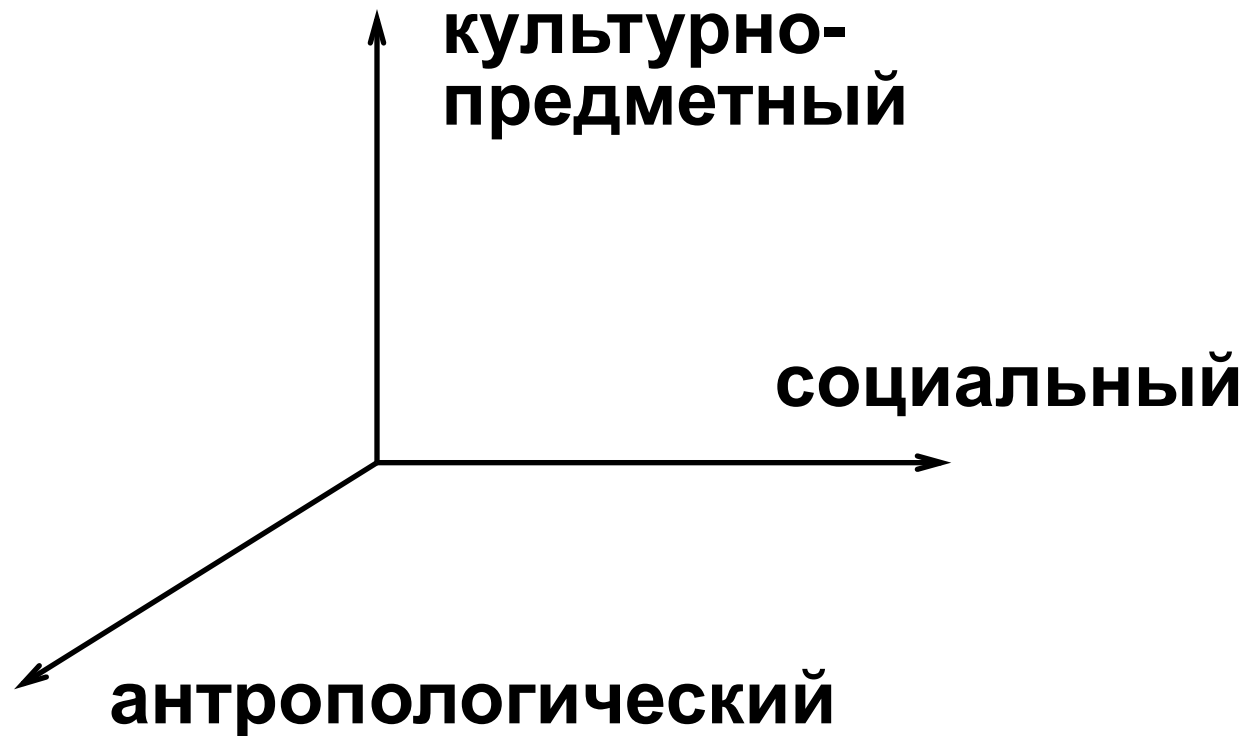 культурно-
предметный
социальный
антропологический